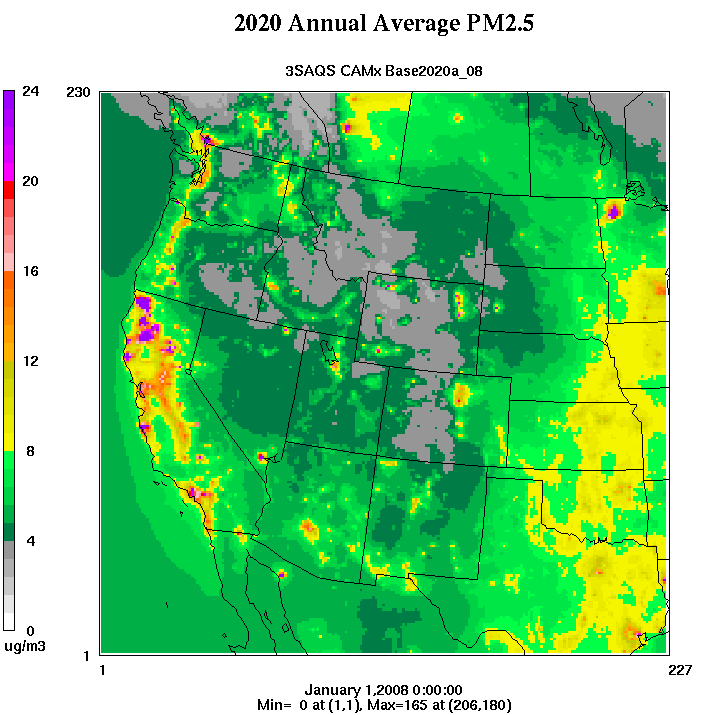 2020 Annual Average PM2.5
3SAQS CAMx Base2020a_08
24
20
16
12
8
4
0
ug/m3
230
1
1
227
January 1,2008 0:00:00
Min= 0 at (1,1), Max=165 at (206,180)